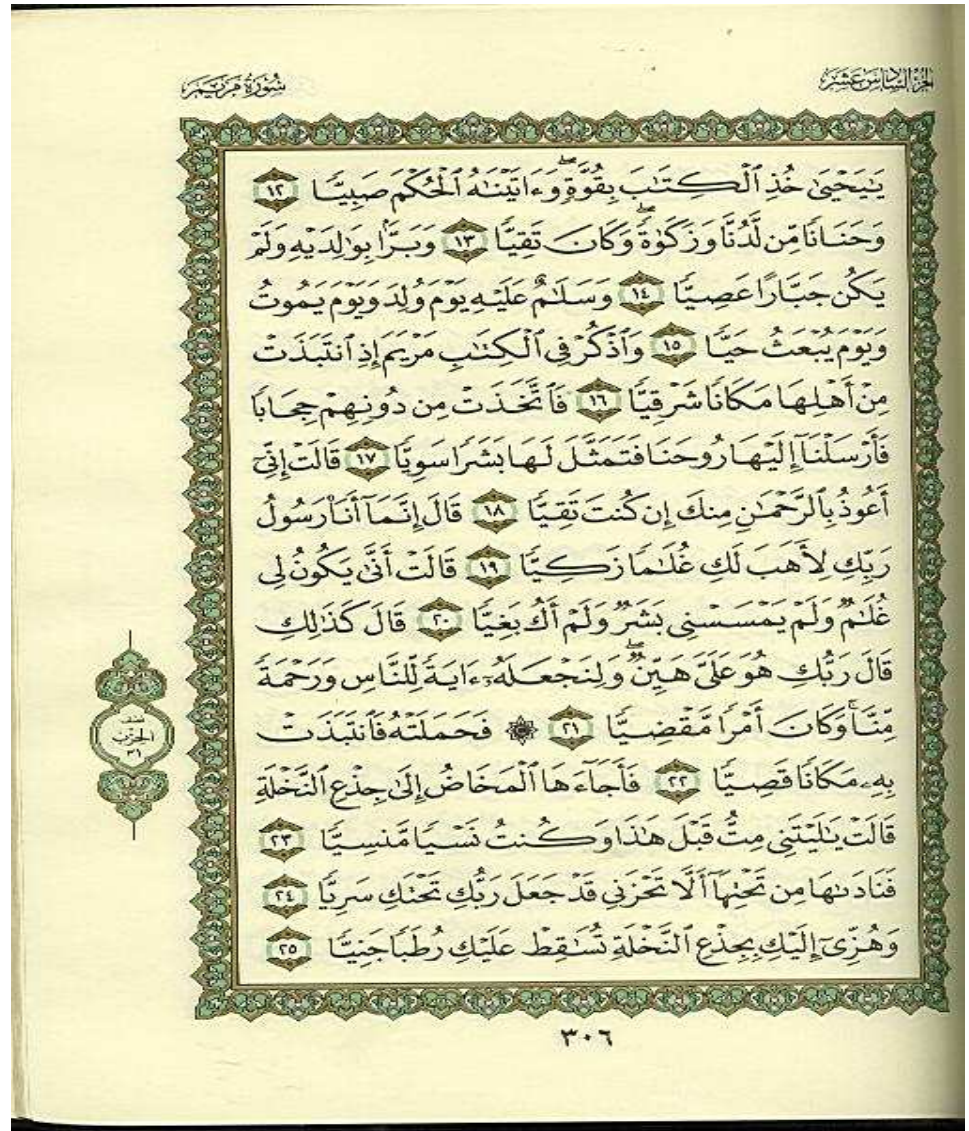 الجزء السادس عشر
سورة مريم
يَـٰيَحْيَىٰ خُذِ ٱلْكِتَـٰبَ بِقُوَّةٍۖ وَءَاتَيْنَـٰهُ ٱلْحُكْمَ صَبِيًّا ١٢
وَحَنَانًا مِّن لَّدُنَّا وَزَكَوٰةًۖ وَكَانَ تَقِيًّا ١٣ وَبَرًّۢا بِوَٰلِدَيْهِ وَلَمْ
يَكُن جَبَّارًا عَصِيًّا ١٤ وَسَلَـٰمٌ عَلَيْهِ يَوْمَ وُلِدَ وَيَوْمَ يَمُوتُ
وَيَوْمَ يُبْعَثُ حَيًّا ١٥ وَٱذْكُرْ فِى ٱلْكِتَـٰبِ مَرْيَمَ إِذِ ٱنتَبَذَتْ
مِنْ أَهْلِهَا مَكَانًا شَرْقِيًّا ١٦ فَٱتَّخَذَتْ مِن دُونِهِمْ حِجَابًا
فَأَرْسَلْنَآ إِلَيْهَا رُوحَنَا فَتَمَثَّلَ لَهَا بَشَرًا سَوِيًّا ١٧ قَالَتْ إِنِّىٓ
أَعُوذُ بِٱلرَّحْمَـٰنِ مِنكَ إِن كُنتَ تَقِيًّا ١٨ قَالَ إِنَّمَآ أَنَا۠ رَسُولُ
رَبِّكِ لِأَهَبَ لَكِ غُلَـٰمًا زَكِيًّا ١٩ قَالَتْ أَنَّىٰ يَكُونُ لِى
غُلَـٰمٌ وَلَمْ يَمْسَسْنِى بَشَرٌ وَلَمْ أَكُ بَغِيًّا ٢٠ قَالَ كَذَٰلِكِ
قَالَ رَبُّكِ هُوَ عَلَىَّ هَيِّنٌۖ وَلِنَجْعَلَهُۥٓ ءَايَةً لِّلنَّاسِ وَرَحْمَةً
مِّنَّاۚ وَكَانَ أَمْرًا مَّقْضِيًّا ٢١ ۞ فَحَمَلَتْهُ فَٱنتَبَذَتْ
بِهِۦ مَكَانًا قَصِيًّا ٢٢ فَأَجَآءَهَا ٱلْمَخَاضُ إِلَىٰ جِذْعِ ٱلنَّخْلَةِ
قَالَتْ يَـٰلَيْتَنِى مِتُّ قَبْلَ هَـٰذَا وَكُنتُ نَسْيًا مَّنسِيًّا ٢٣
فَنَادَىٰهَا مِن تَحْتِهَآ أَلَّا تَحْزَنِى قَدْ جَعَلَ رَبُّكِ تَحْتَكِ سَرِيًّا ٢٤
وَهُزِّىٓ إِلَيْكِ بِجِذْعِ ٱلنَّخْلَةِ تُسَـٰقِطْ عَلَيْكِ رُطَبًا جَنِيًّا ٢٥
نصف
الحزب
٣١
٣٠٦